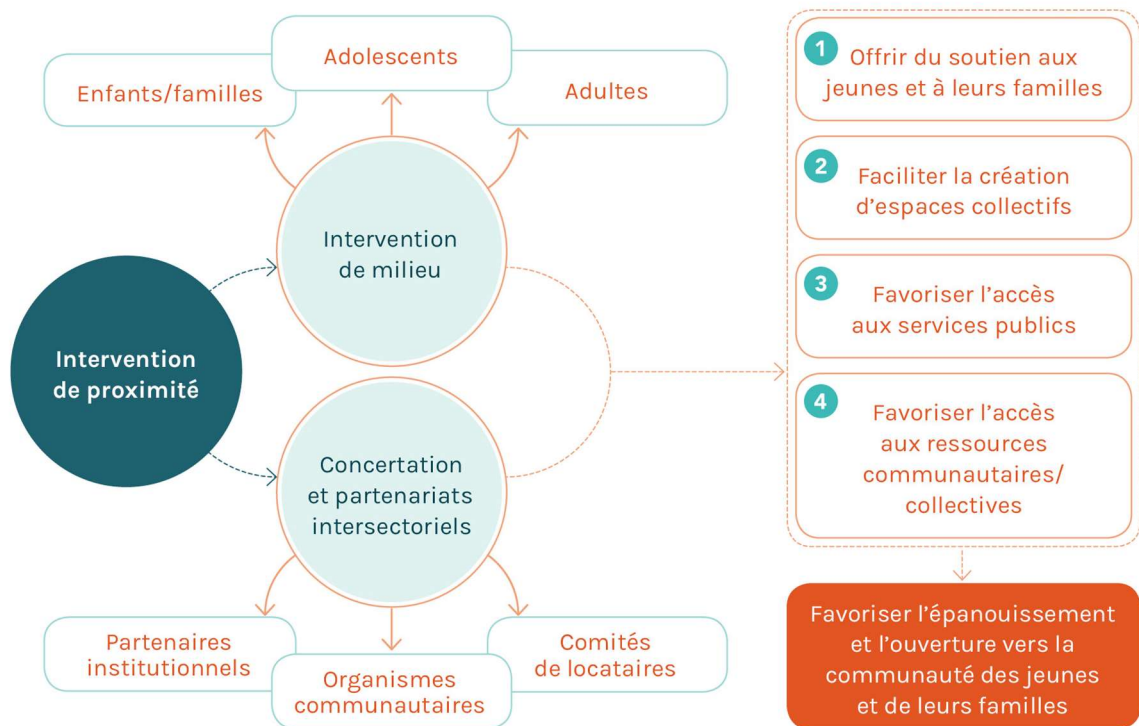 Intervention
de proximité
Intervention
de milieu
Enfants/familles
Adolescents
Adultes
Concertation
et partenariats
intersectoriels
Partenaires
institutionnels
Organismes
communautaires
Comités
de locataires
1
Offrir du soutien aux
jeunes et à leurs familles
2
Faciliter la création
d’espaces collectifs
3
Favoriser l’accès
aux services publics
4
Favoriser l’accès
aux ressources
communautaires/
collectives
Favoriser l’épanouissement
et l’ouverture vers la
communauté des jeunes
et de leurs familles